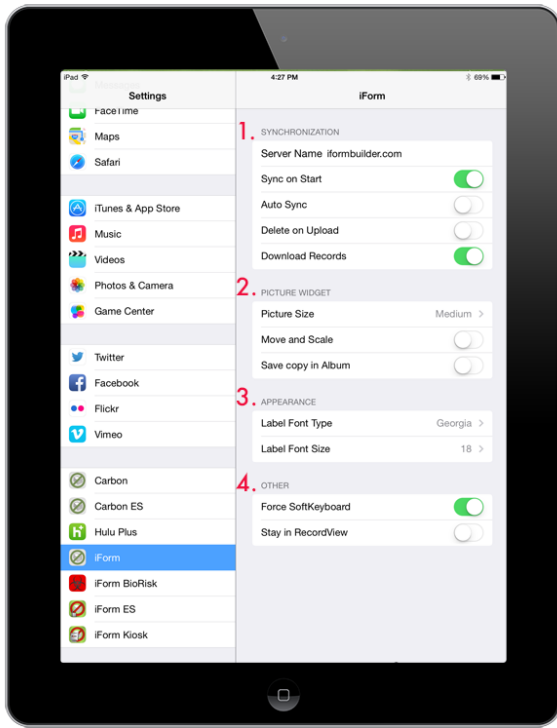 iPad 4:27 PM 69%
Settings
iForm
FaceTime
Maps
Safari
iTunes & App Store
Music
Videos
Photos & Camera
Game Center
Twitter
Facebook
Flickr
Vimeo
Carbon
Carbon ES
Hulu Plus
iForm
iForm BioRisk
iForm ES
iForm Kiosk
1. SYNCHRONIZATION
Server Name iformbuilder.com
Sync on Start
Auto Sync
Delete on Upload
Download Records
2. PICTURE WIDGET
Picture Size Medium >
Move and Scale
Save copy in Album
3. APPEARANCE
Label Font Type Georgia >
Label Font Size 18 >
4. OTHER
Force SoftKeyboard
Stay in RecordView